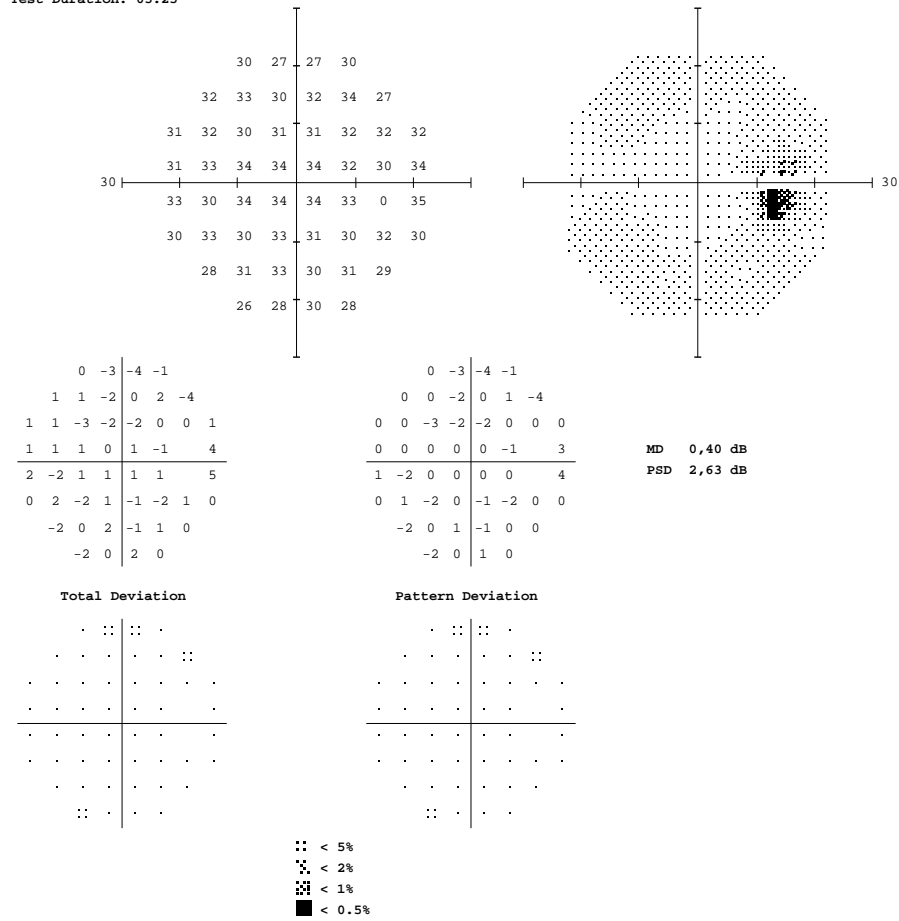 30 27 27 30
32 33 30 32 34 27
31 32 30 31 31 32 32 32
31 33 34 34 34 32 30 34
30 30
33 30 34 34 34 33 0 35
30 33 30 33 31 30 32 30
28 31 33 30 31 29
26 28 30 28
0 -3 -4 -1
1 1 -2 0 2 -4
1 1 -3 -2 -2 0 0 1
1 1 1 0 1 -1 4
2 -2 1 1 1 1 5
0 2 -2 1 -1 -2 1 0
-2 0 2 -1 1 0
-2 0 2 0
0 -3 -4 -1
0 0 -2 0 1 -4
0 0 -3 -2 -2 0 0 0
0 0 0 0 0 -1 3
1 -2 0 0 0 0 4
0 1 -2 0 -1 -2 0 0
-2 0 1 -1 0 0
-2 0 1 0
MD 0,40 dB
PSD 2,63 dB
Total Deviation
Pattern Deviation
< 5%
< 2%
< 1%
< 0.5%